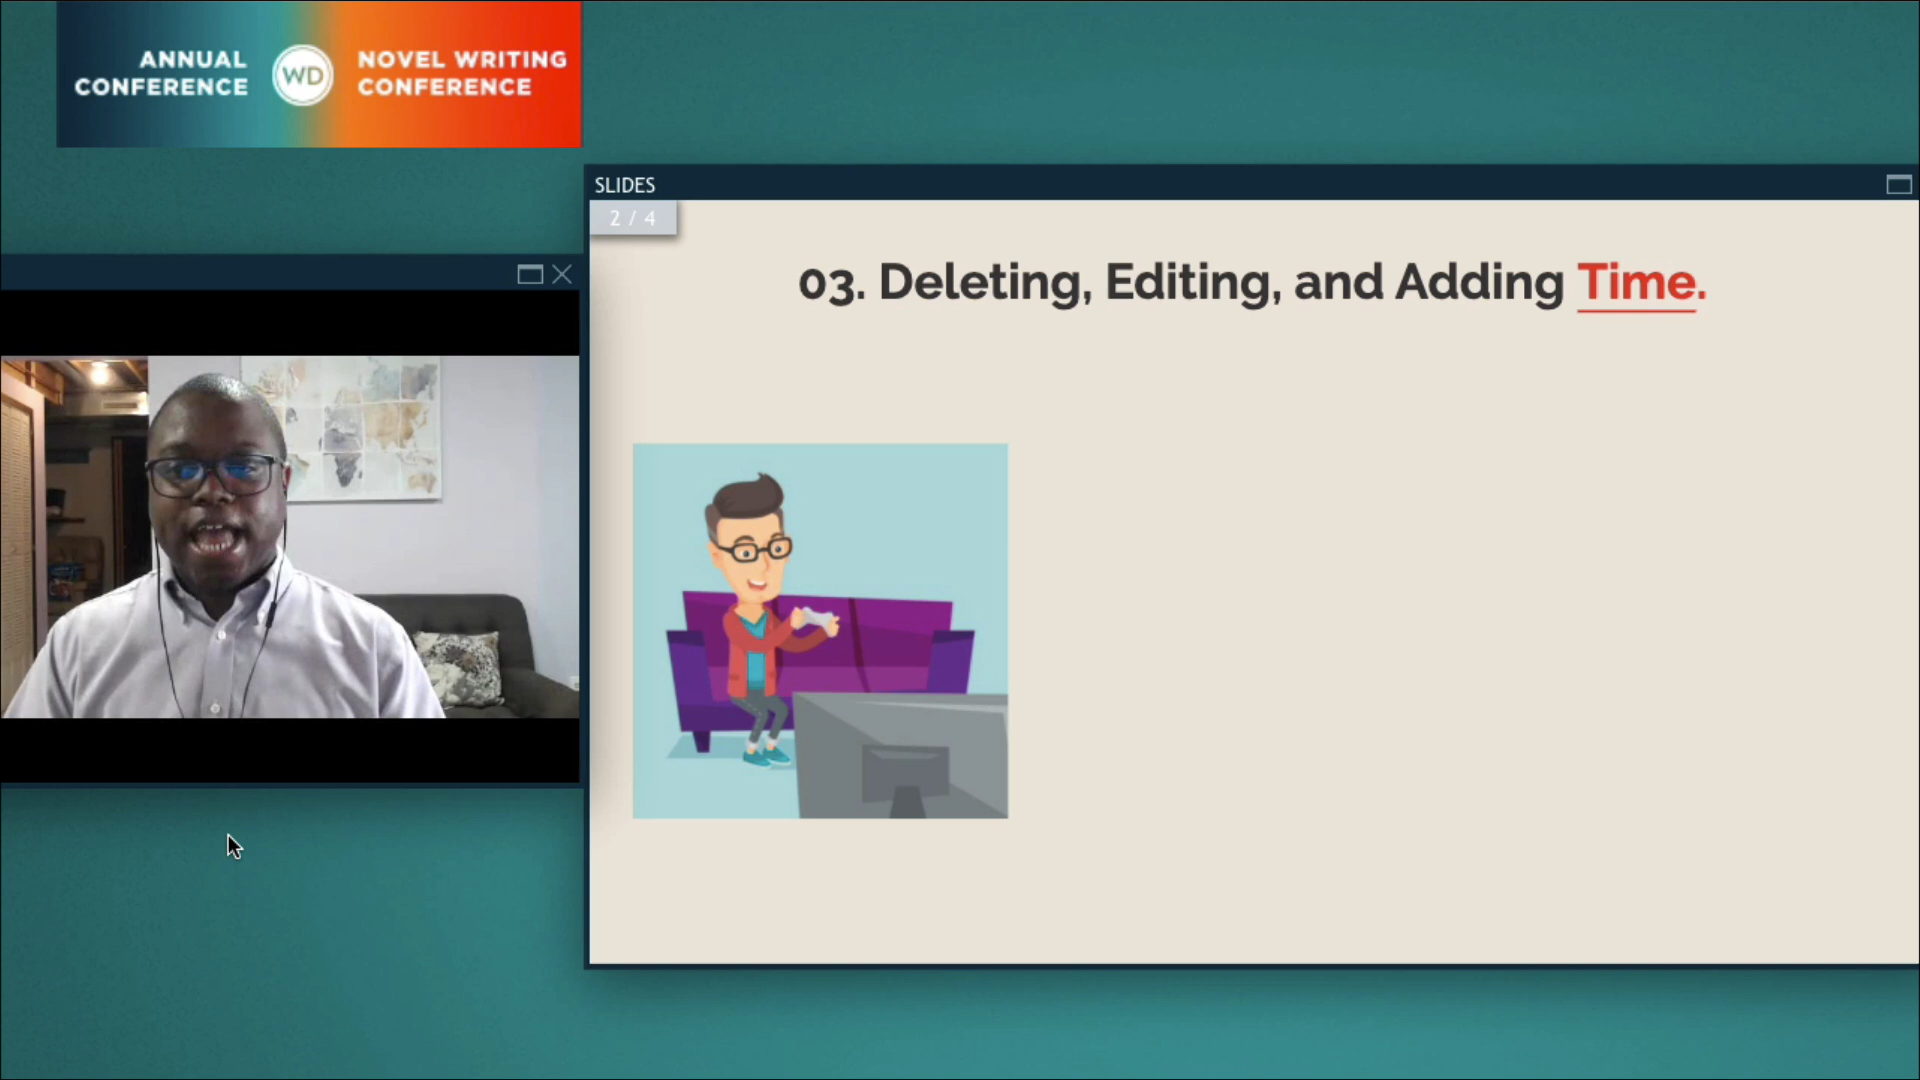 ANNUAL
CONFERENCE
WD
NOVEL WRITING
CONFERENCE
SLIDES
2 / 4
03. Deleting, Editing, and Adding Time.